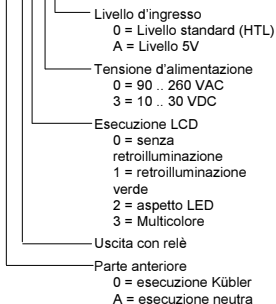 Livello d'ingresso
0 = Livello standard (HTL)
A = Livello 5V
Tensione d'alimentazione
0 = 90 .. 260 VAC
3 = 10 .. 30 VDC
Esecuzione LCD
0 = senza
retroilluminazione
1 = retroilluminazione
verde
2 = aspetto LED
3 = Multicolore
Uscita con relè
Parte anteriore
0 = esecuzione Kübler
A = esecuzione neutra